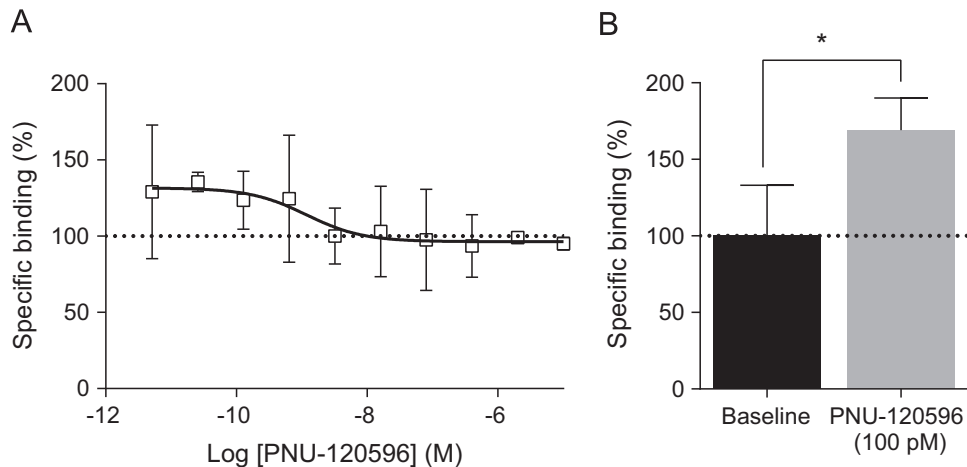 A
Specific binding (%)
200
150
100
50
0
-12
-10
-8
-6
Log [PNU-120596] (M)
B
*
Specific binding (%)
200
150
100
50
0
Baseline
PNU-120596
(100 pM)